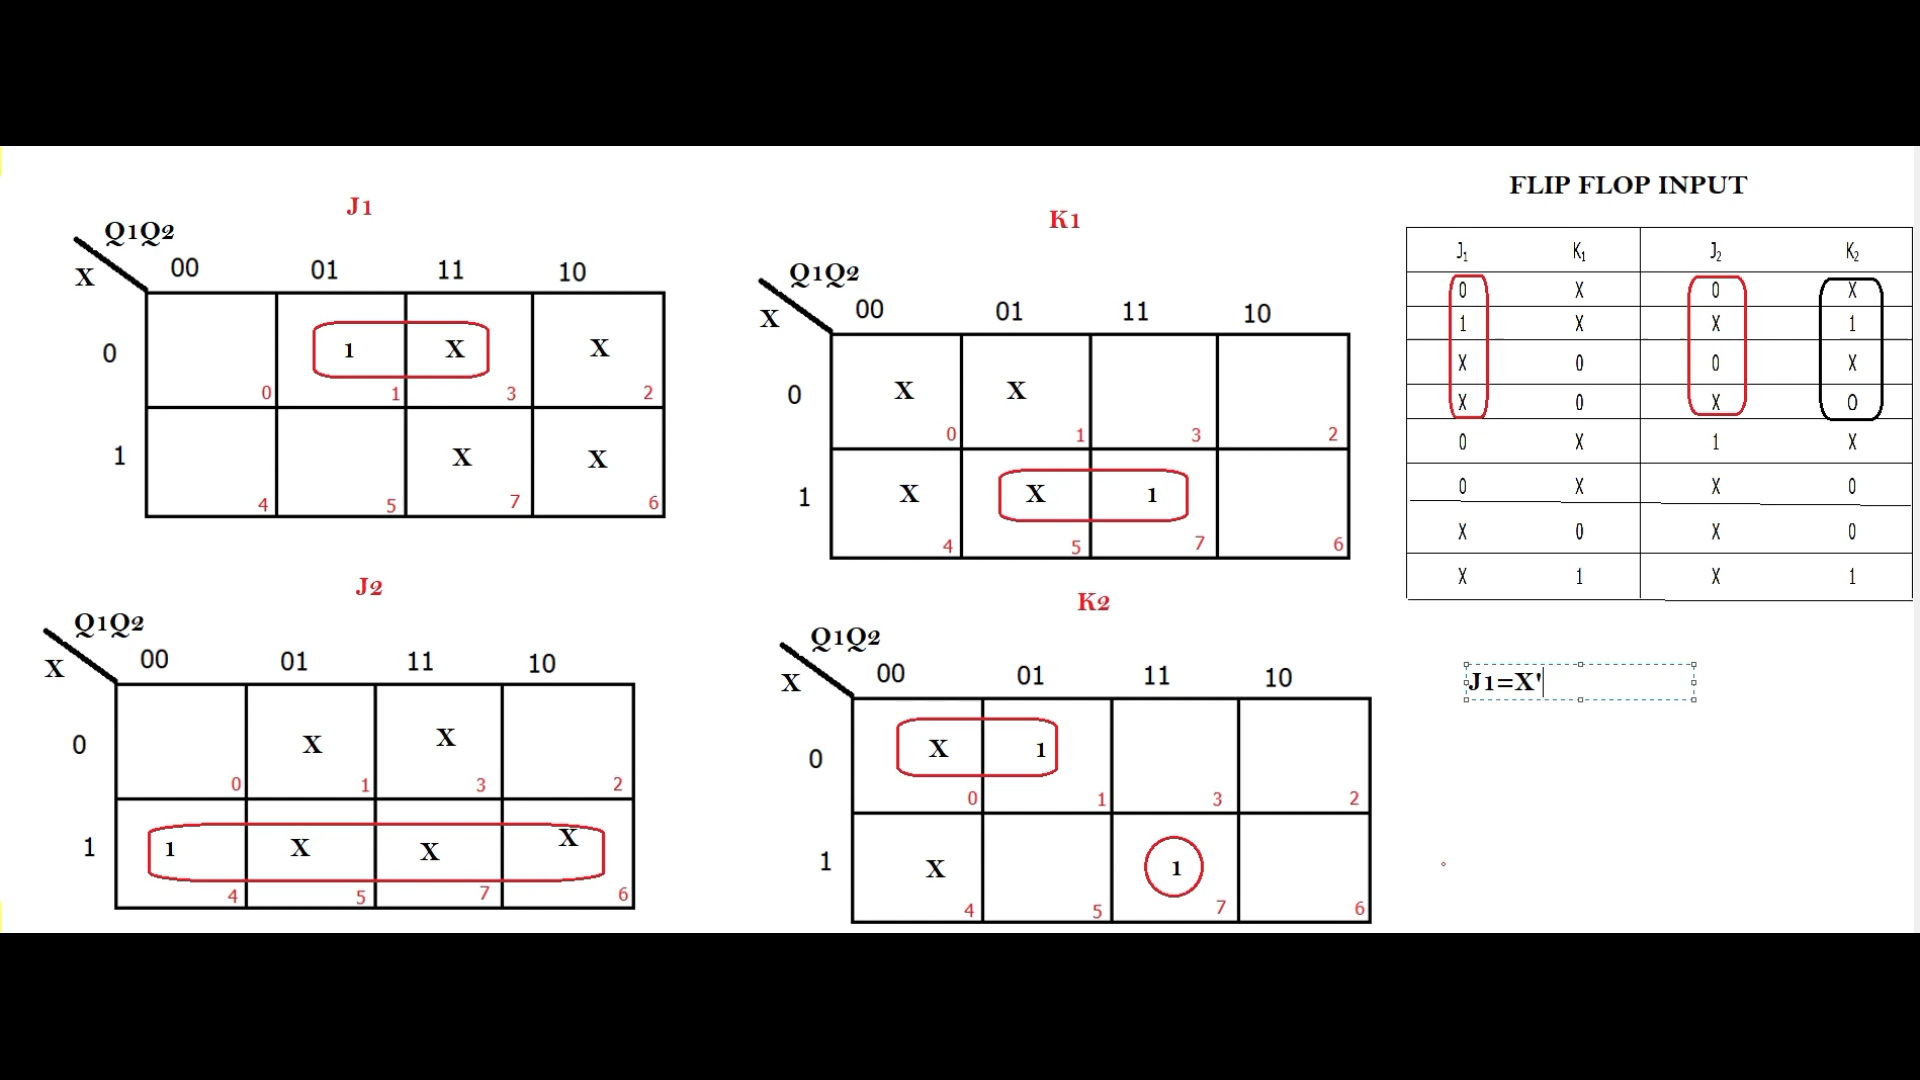 J1
Q1Q2
X
00 01 11 10
0 1 X X
0 1 3 2
1 X X
4 5 7 6
K1
Q1Q2
X
00 01 11 10
0 X X
0 1 3 2
1 X X 1
4 5 7 6
FLIP FLOP INPUT
J₁ K₁ J₂ K₂
0 X 0 X
1 X X 1
X 0 0 X
X 0 X 0
0 X 1 X
0 X X 0
X 0 X 0
X 1 X 1
J2
Q1Q2
X
00 01 11 10
0 X X
0 1 3 2
1 1 X X X
4 5 7 6
K2
Q1Q2
X
00 01 11 10
0 X 1
0 1 3 2
1 X 1
4 5 7 6
J1=X'